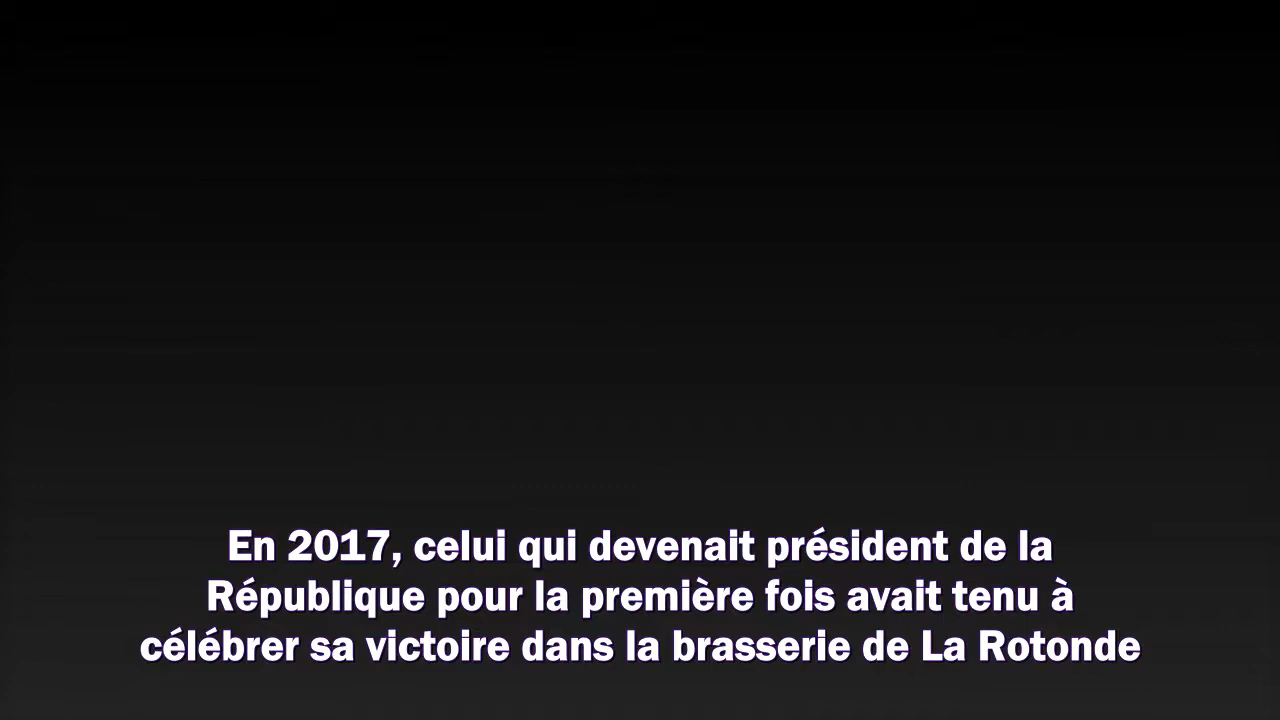 En 2017, celui qui devenait président de la
République pour la première fois avait tenu à
célébrer sa victoire dans la brasserie de La Rotonde